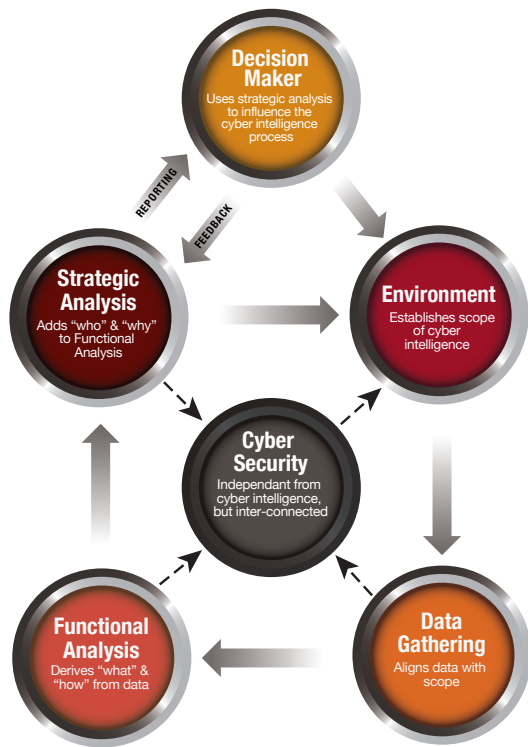 Decision
Maker
Uses strategic analysis
to influence the
cyber intelligence
process
REPORTING
FEEDBACK
Strategic
Analysis
Adds “who” & “why”
to Functional
Analysis
Environment
Establishes scope
of cyber
intelligence
Cyber
Security
Independant from
cyber intelligence,
but inter-connected
Functional
Analysis
Derives “what” &
“how” from data
Data
Gathering
Aligns data with
scope